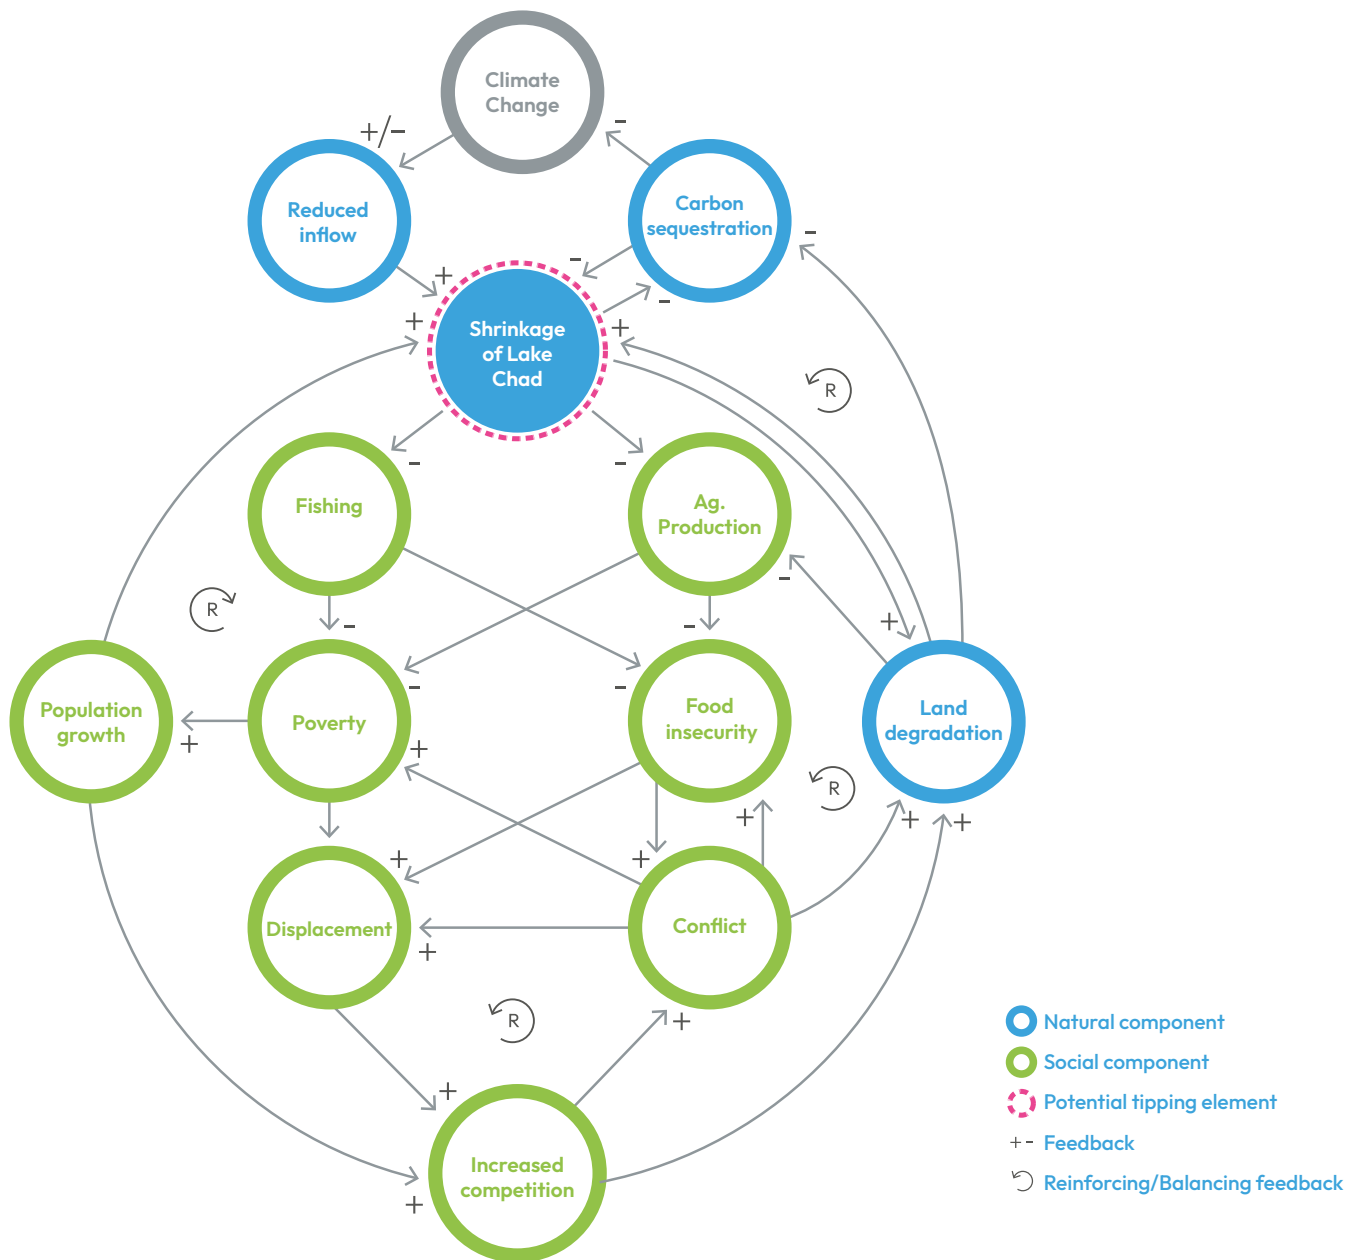 Climate
Change
+/-
-
Reduced
inflow
Carbon
sequestration
-
+
-
-
+
+
Shrinkage
of Lake
Chad
R
-
-
Fishing
Ag.
Production
-
R
-
-
+
-
-
Population
growth
Poverty
Food
insecurity
Land
degradation
+
+
R
+
+
+
+
+
Displacement
Conflict
+
R
+
+
Increased
competition
+
Natural component
Social component
Potential tipping element
+- Feedback
Reinforcing/Balancing feedback